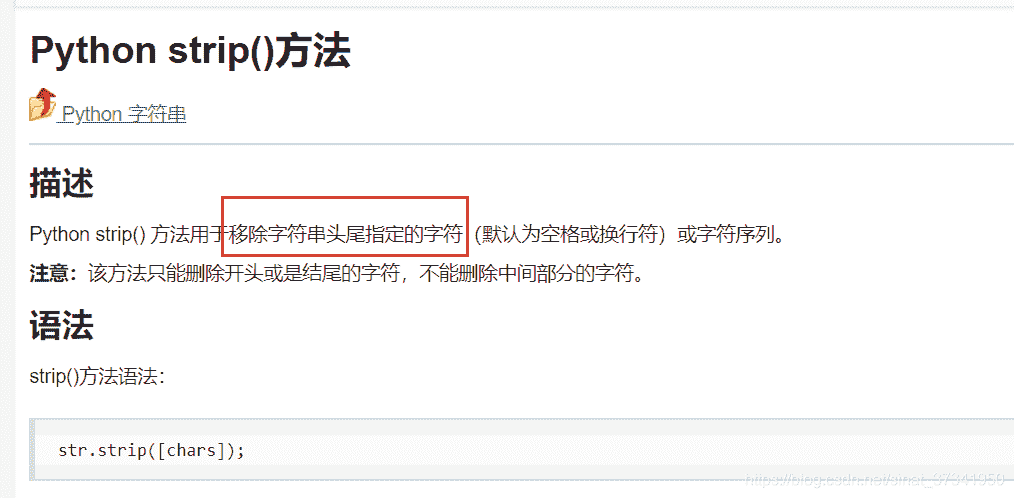 Python strip()方法
Python 字符串
描述
Python strip() 方法用于移除字符串头尾指定的字符（默认为空格或换行符）或字符序列。
注意：该方法只能删除开头或是结尾的字符，不能删除中间部分的字符。
语法
strip()方法语法：
str.strip([chars]);
https://blog.csdn.net/sinat_37341950